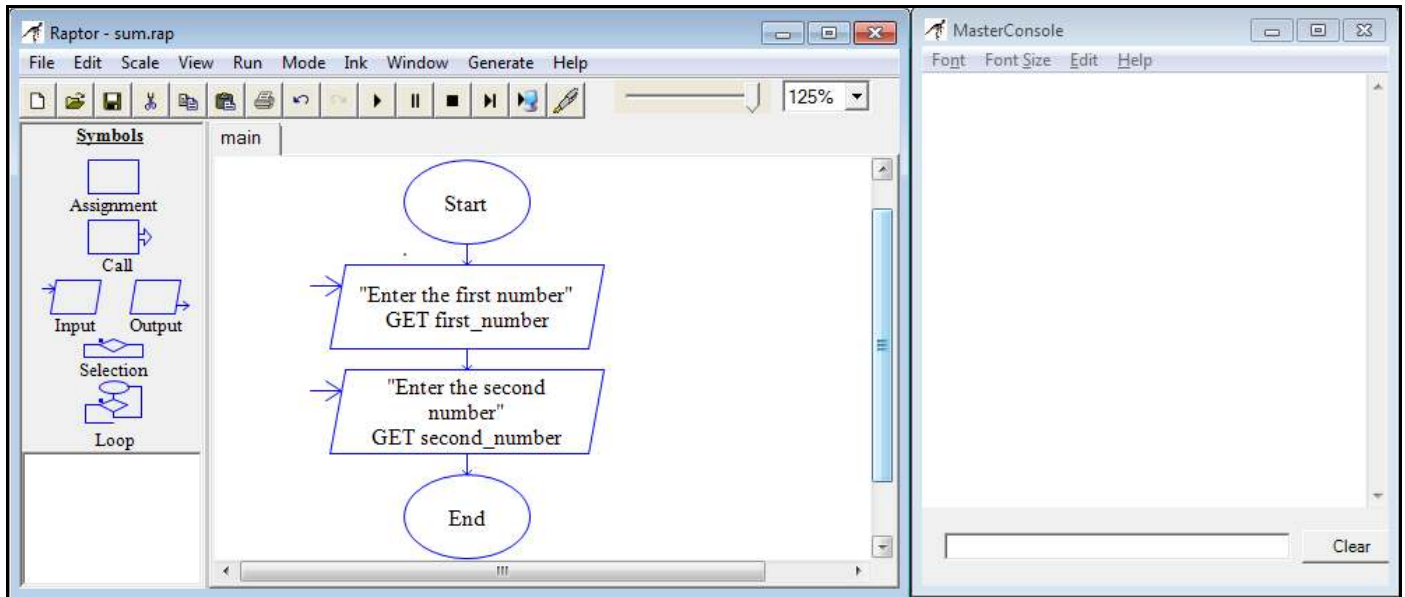 Raptor - sum.rap
File Edit Scale View Run Mode Ink Window Generate Help
125%
Symbols
Assignment
Call
Input Output
Selection
Loop
main
Start
"Enter the first number"
GET first_number
"Enter the second
number"
GET second_number
End
MasterConsole
Font Font Size Edit Help
Clear